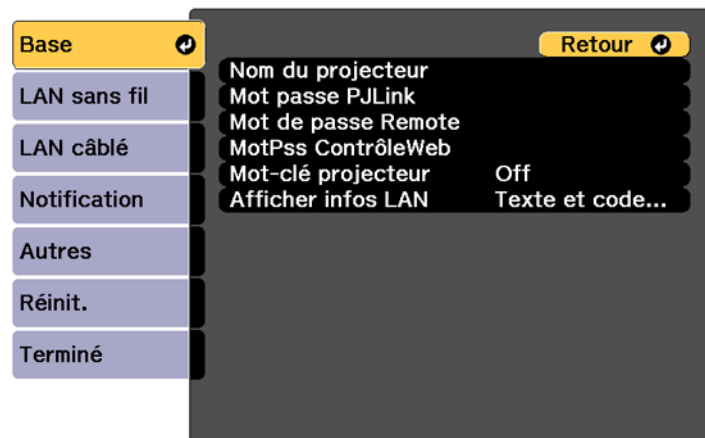 Base
LAN sans fil
LAN câblé
Notification
Autres
Réinit.
Terminé
Retour
Nom du projecteur
Mot passe PJLink
Mot de passe Remote
MotPss ContrôleWeb
Mot-clé projecteur Off
Afficher infos LAN Texte et code...